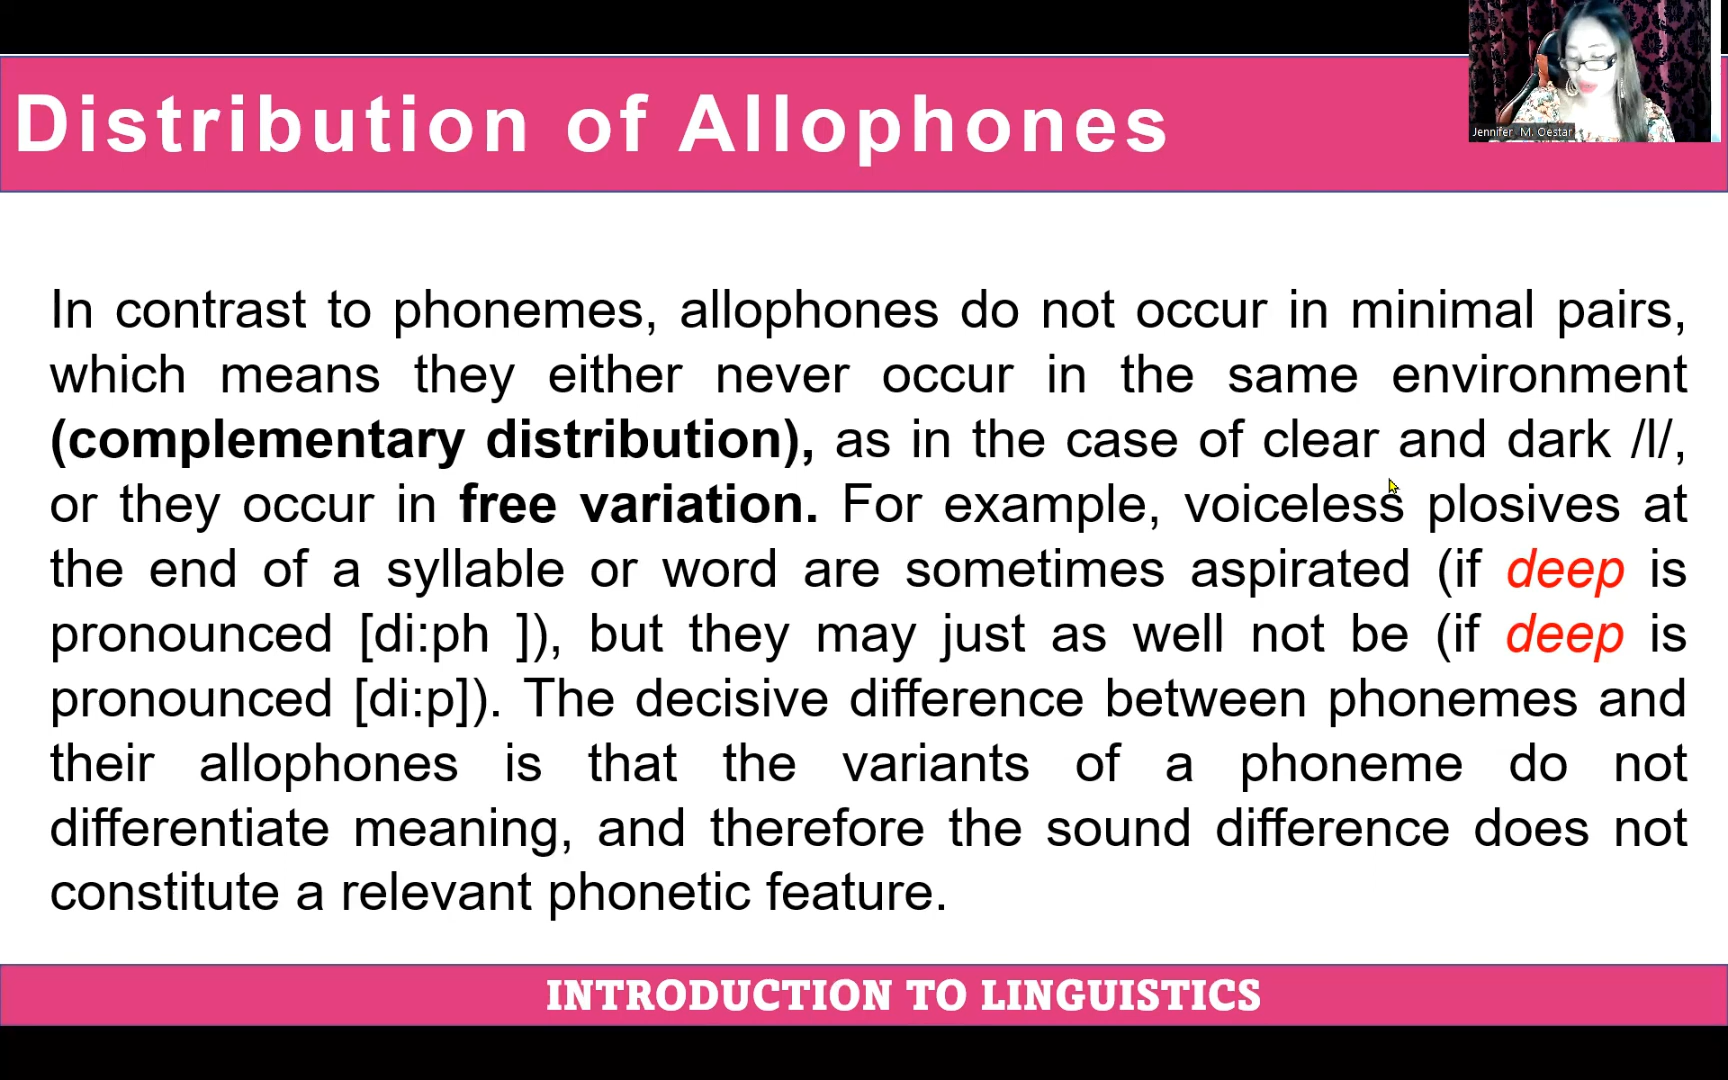 Distribution of Allophones
Jennifer M. Oestar
In contrast to phonemes, allophones do not occur in minimal pairs,
which means they either never occur in the same environment
(complementary distribution), as in the case of clear and dark /l/,
or they occur in free variation. For example, voiceless plosives at
the end of a syllable or word are sometimes aspirated (if deep is
pronounced [di:ph ]), but they may just as well not be (if deep is
pronounced [di:p]). The decisive difference between phonemes and
their allophones is that the variants of a phoneme do not
differentiate meaning, and therefore the sound difference does not
constitute a relevant phonetic feature.
INTRODUCTION TO LINGUISTICS